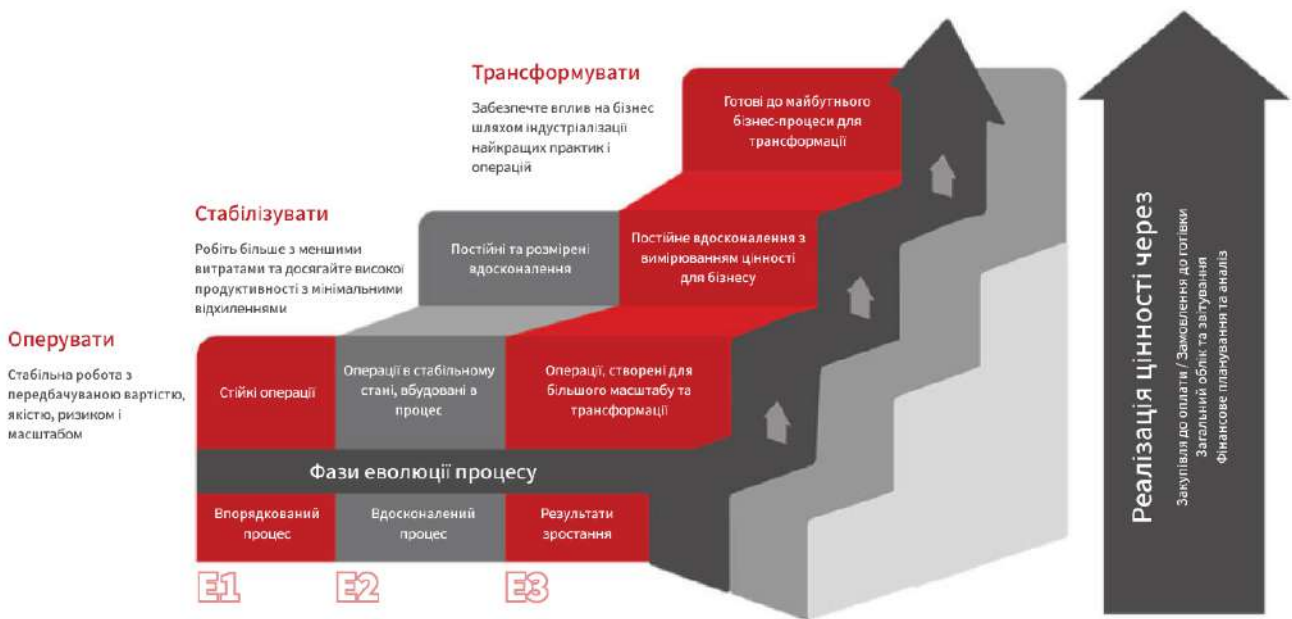 Трансформувати
Забезпечте вплив на бізнес
шляхом індустріалізації
найкращих практик і
операцій
Готові до майбутнього
бізнес-процеси для
трансформації
Стабілізувати
Робіть більше з меншими
витратами та досягайте високої
продуктивності з мінімальними
відхиленнями
Постійні та розмірені
вдосконалення
Постійне вдосконалення з
вимірюванням цінності
для бізнесу
Оперувати
Стабільна робота з
передбачуваною вартістю,
якістю, ризиком і
масштабом
Стійкі операції
Операції в стабільному
стані, вбудовані в
процес
Операції, створені для
більшого масштабу та
трансформації
Фази еволюції процесу
Впорядкований
процес
Вдосконалений
процес
Результати
зростання
E1
E2
E3
Реалізація цінності через
Закупівля до оплати / Замовлення до готівки
Загальний облік та звітування
Фінансове планування та аналіз